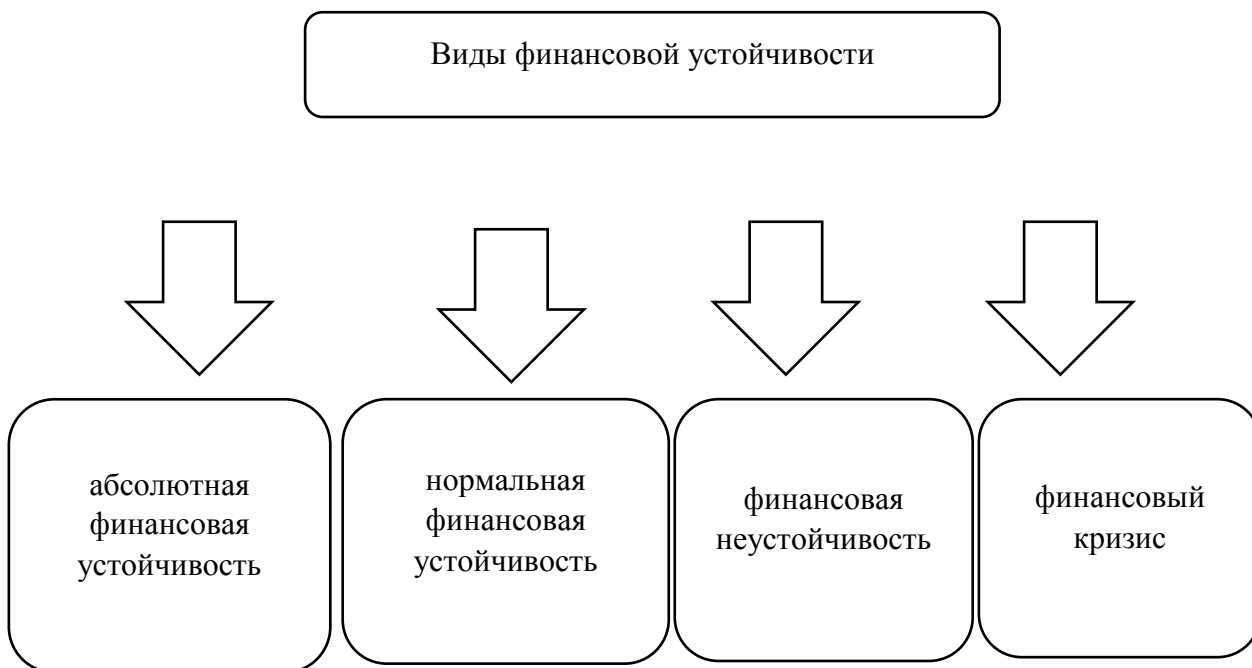 Виды финансовой устойчивости
абсолютная
финансовая
устойчивость
нормальная
финансовая
устойчивость
финансовая
неустойчивость
финансовый
кризис